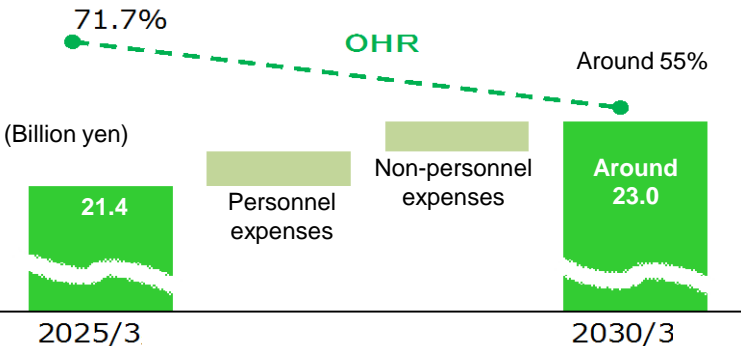 71.7%
OHR
Around 55%
(Billion yen)
21.4
Personnel
expenses
Non-personnel
expenses
Around
23.0
2025/3
2030/3